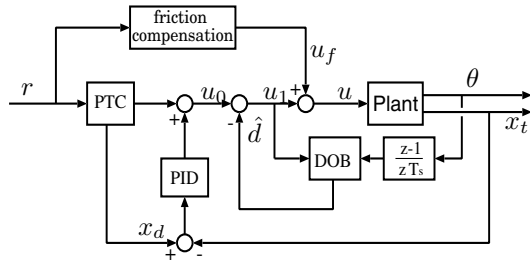 friction
compensation
u_f
θ
r
PTC
u_0
u_1
+
u
Plant
+
-
d̂
x_t
DOB
z-1
z T_s
PID
x_d
+
-